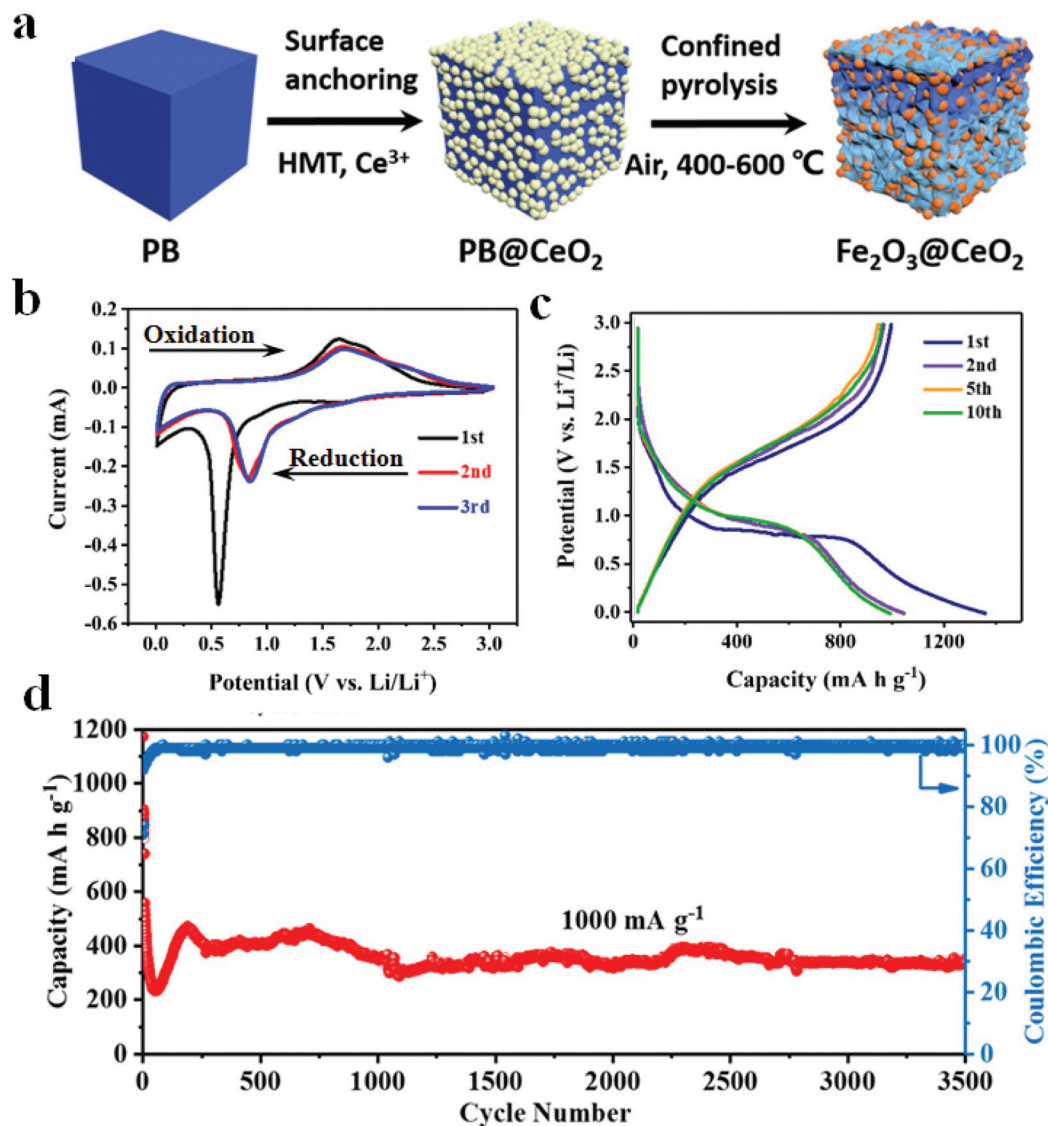 a
Surface
anchoring
HMT, Ce³⁺
Confined
pyrolysis
Air, 400-600 ℃
PB
PB@CeO₂
Fe₂O₃@CeO₂
b
0.2
0.1
0.0
-0.1
-0.2
-0.3
-0.4
-0.5
-0.6
Current (mA)
Oxidation
Reduction
1st
2nd
3rd
0.0 0.5 1.0 1.5 2.0 2.5 3.0
Potential (V vs. Li/Li⁺)
c
3.0
2.5
2.0
1.5
1.0
0.5
0.0
Potential (V vs. Li⁺/Li)
1st
2nd
5th
10th
0 400 800 1200
Capacity (mA h g⁻¹)
d
1200
1000
800
600
400
200
0
Capacity (mA h g⁻¹)
1000 mA g⁻¹
100
80
60
40
20
0
Coulombic Efficiency (%)
0 500 1000 1500 2000 2500 3000 3500
Cycle Number